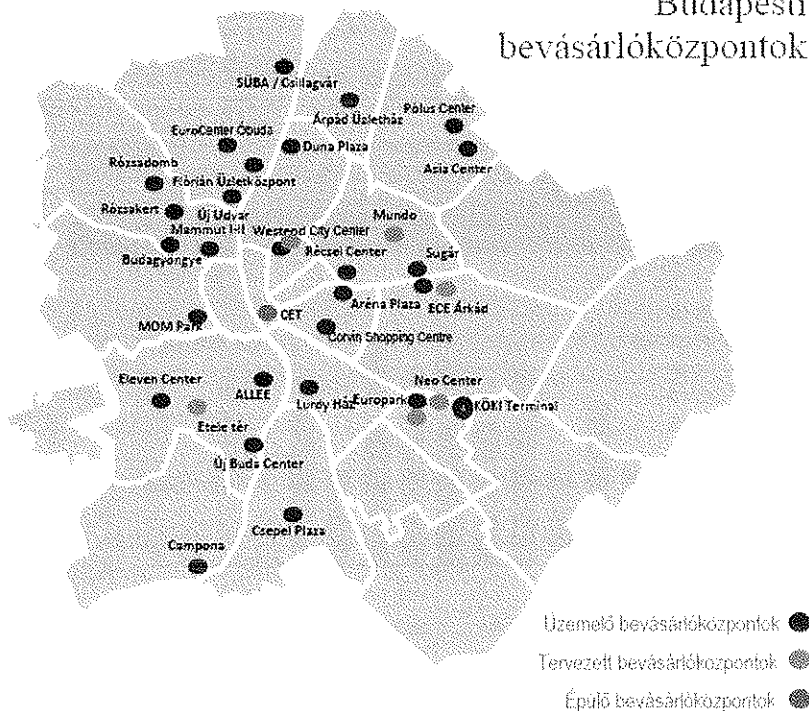 Budapesti
bevásárlóközpontok
SÜBA / Csillagvár
Árpád Üzletház
Pólus Center
EuroCenter Óbuda
Duna Plaza
Asia Center
Rózsadomb
Flórián Üzletközpont
Rózsakert
Új Udvar
Mundo
Mammut I-II
Westend City Center
Budagyöngye
Récsei Center
Sugár
Aréna Plaza
ECE Árkád
MOM Park
CET
Corvin Shopping Centre
Eleven Center
Neo Center
ALLEE
Lurdy Ház
Europark
KÖKI Terminal
Etele tér
Új Buda Center
Csepel Plaza
Campona
Üzemelő bevásárlóközpontok
Tervezett bevásárlóközpontok
Épülő bevásárlóközpontok